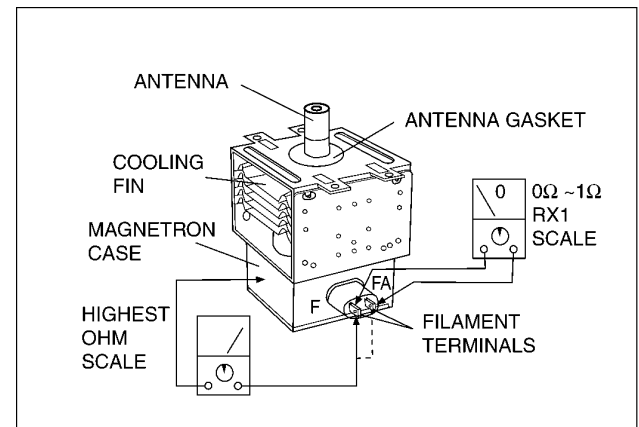 ANTENNA
ANTENNA GASKET
COOLING
FIN
MAGNETRON
CASE
0
0Ω ~1Ω
RX1
SCALE
F
FA
HIGHEST
OHM
SCALE
FILAMENT
TERMINALS